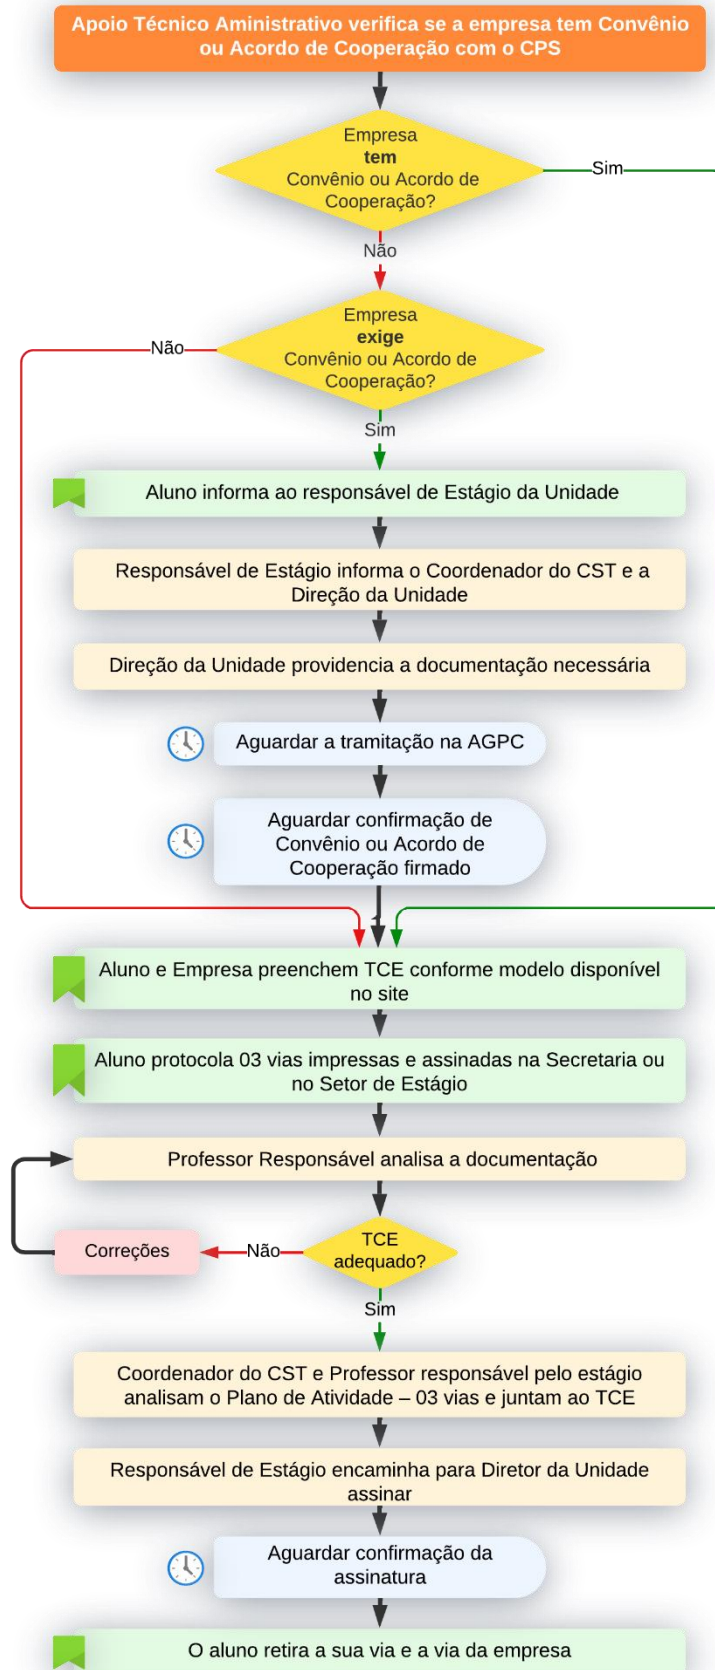 Apoio Técnico Aministrativo verifica se a empresa tem Convênio
ou Acordo de Cooperação com o CPS
Empresa
tem
Convênio ou Acordo de
Cooperação?
Sim
Não
Empresa
exige
Convênio ou Acordo de
Cooperação?
Não
Sim
Aluno informa ao responsável de Estágio da Unidade
Responsável de Estágio informa o Coordenador do CST e a
Direção da Unidade
Direção da Unidade providencia a documentação necessária
Aguardar a tramitação na AGPC
Aguardar confirmação de
Convênio ou Acordo de
Cooperação firmado
Aluno e Empresa preenchem TCE conforme modelo disponível
no site
Aluno protocola 03 vias impressas e assinadas na Secretaria ou
no Setor de Estágio
Professor Responsável analisa a documentação
TCE
adequado?
Não
Correções
Sim
Coordenador do CST e Professor responsável pelo estágio
analisam o Plano de Atividade – 03 vias e juntam ao TCE
Responsável de Estágio encaminha para Diretor da Unidade
assinar
Aguardar confirmação da
assinatura
O aluno retira a sua via e a via da empresa